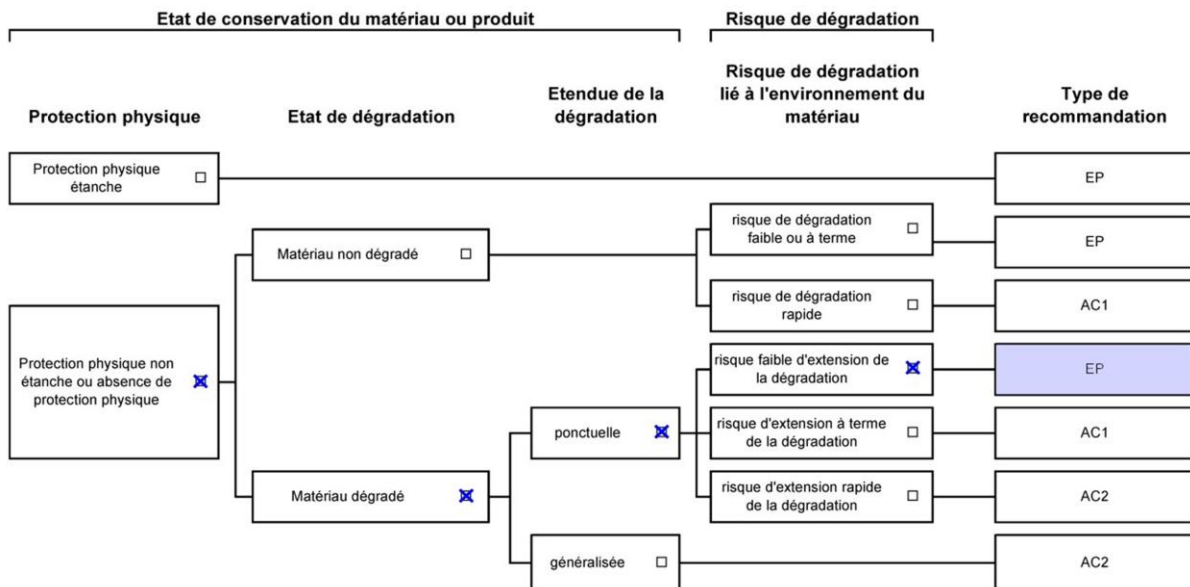 Etat de conservation du matériau ou produit
Risque de dégradation
Protection physique
Etat de dégradation
Etendue de la
dégradation
Risque de dégradation
lié à l'environnement du
matériau
Type de
recommandation
Protection physique
étanche
EP
Matériau non dégradé
risque de dégradation
faible ou à terme
EP
risque de dégradation
rapide
AC1
Protection physique non
étanche ou absence de
protection physique
risque faible d'extension de
la dégradation
EP
ponctuelle
risque d'extension à terme
de la dégradation
AC1
Matériau dégradé
risque d'extension rapide
de la dégradation
AC2
généralisée
AC2